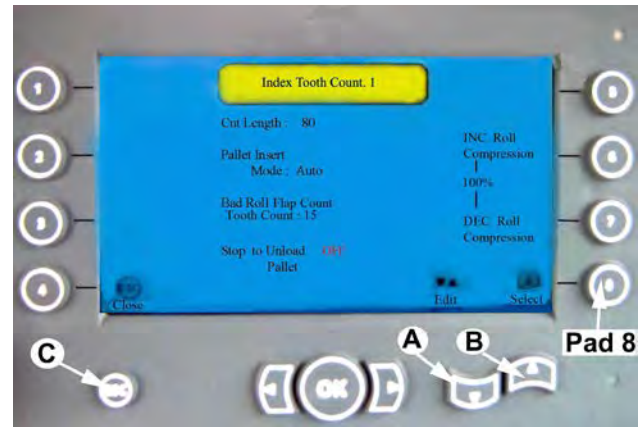 Index Tooth Count. 1
Cut Length : 80
Pallet Insert
Mode : Auto
Bad Roll Flap Count
Tooth Count : 15
Stop to Unload OFF
Pallet
INC Roll
Compression
100%
DEC Roll
Compression
Close
Edit
Select
1
2
3
4
5
6
7
A
B
C
OK
Pad 8